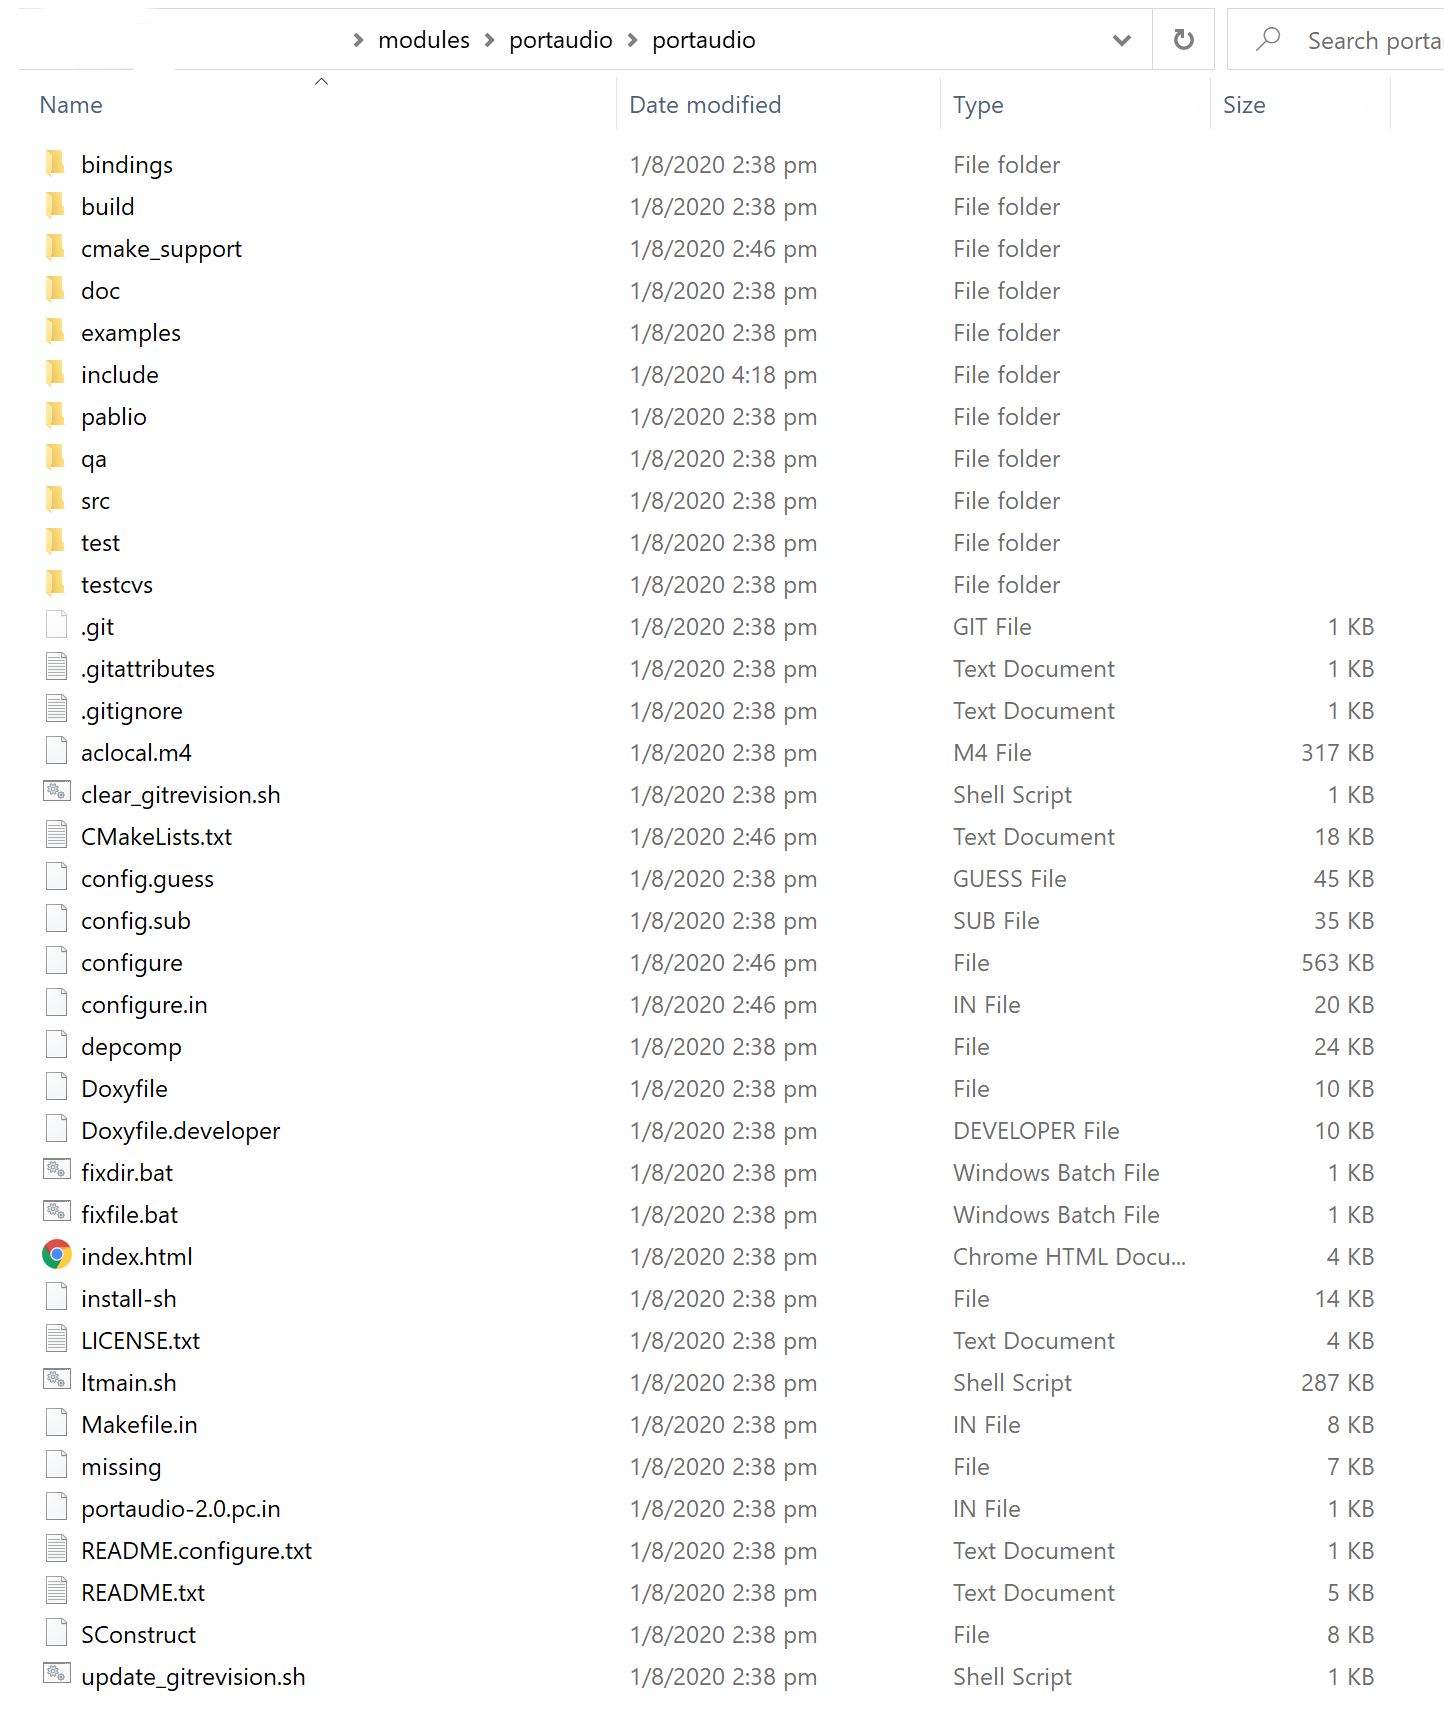 modules portaudio portaudio Search porta
Name Date modified Type Size
bindings 1/8/2020 2:38 pm File folder
build 1/8/2020 2:38 pm File folder
cmake_support 1/8/2020 2:46 pm File folder
doc 1/8/2020 2:38 pm File folder
examples 1/8/2020 2:38 pm File folder
include 1/8/2020 4:18 pm File folder
pablio 1/8/2020 2:38 pm File folder
qa 1/8/2020 2:38 pm File folder
src 1/8/2020 2:38 pm File folder
test 1/8/2020 2:38 pm File folder
testcvs 1/8/2020 2:38 pm File folder
.git 1/8/2020 2:38 pm GIT File 1 KB
.gitattributes 1/8/2020 2:38 pm Text Document 1 KB
.gitignore 1/8/2020 2:38 pm Text Document 1 KB
aclocal.m4 1/8/2020 2:38 pm M4 File 317 KB
clear_gitrevision.sh 1/8/2020 2:38 pm Shell Script 1 KB
CMakeLists.txt 1/8/2020 2:46 pm Text Document 18 KB
config.guess 1/8/2020 2:38 pm GUESS File 45 KB
config.sub 1/8/2020 2:38 pm SUB File 35 KB
configure 1/8/2020 2:46 pm File 563 KB
configure.in 1/8/2020 2:46 pm IN File 20 KB
depcomp 1/8/2020 2:38 pm File 24 KB
Doxyfile 1/8/2020 2:38 pm File 10 KB
Doxyfile.developer 1/8/2020 2:38 pm DEVELOPER File 10 KB
fixdir.bat 1/8/2020 2:38 pm Windows Batch File 1 KB
fixfile.bat 1/8/2020 2:38 pm Windows Batch File 1 KB
index.html 1/8/2020 2:38 pm Chrome HTML Docu... 4 KB
install-sh 1/8/2020 2:38 pm File 14 KB
LICENSE.txt 1/8/2020 2:38 pm Text Document 4 KB
ltmain.sh 1/8/2020 2:38 pm Shell Script 287 KB
Makefile.in 1/8/2020 2:38 pm IN File 8 KB
missing 1/8/2020 2:38 pm File 7 KB
portaudio-2.0.pc.in 1/8/2020 2:38 pm IN File 1 KB
README.configure.txt 1/8/2020 2:38 pm Text Document 1 KB
README.txt 1/8/2020 2:38 pm Text Document 5 KB
SConstruct 1/8/2020 2:38 pm File 8 KB
update_gitrevision.sh 1/8/2020 2:38 pm Shell Script 1 KB